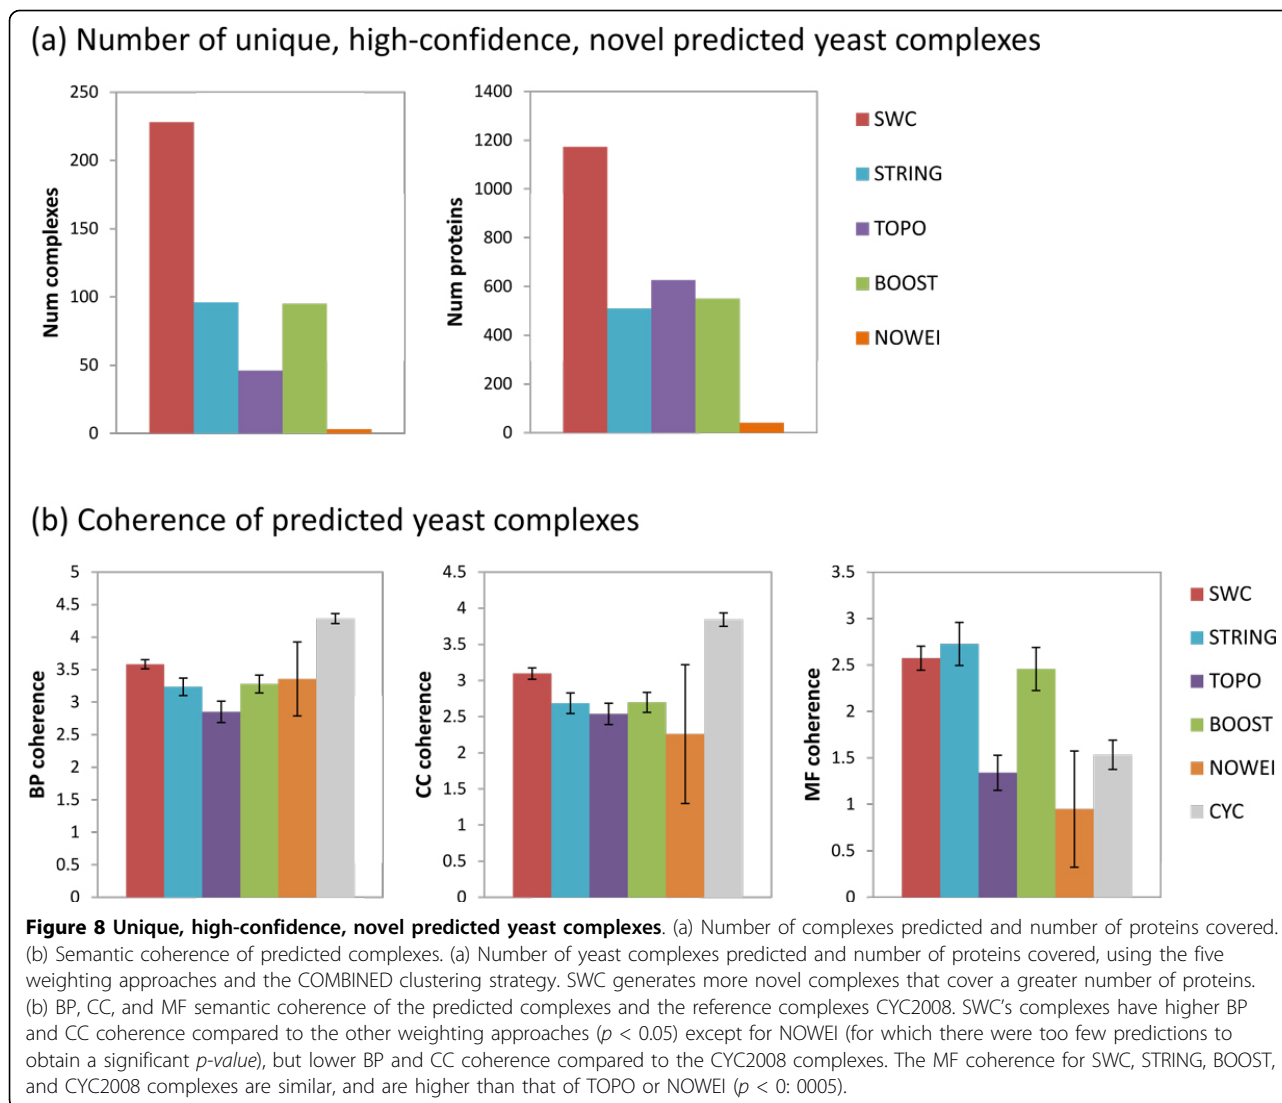 (a) Number of unique, high-confidence, novel predicted yeast complexes
250
200
150
100
50
0
Num complexes
1400
1200
1000
800
600
400
200
0
Num proteins
SWC
STRING
TOPO
BOOST
NOWEI
(b) Coherence of predicted yeast complexes
5
4.5
4
3.5
3
2.5
2
1.5
1
0.5
0
BP coherence
4.5
4
3.5
3
2.5
2
1.5
1
0.5
0
CC coherence
3.5
3
2.5
2
1.5
1
0.5
0
MF coherence
SWC
STRING
TOPO
BOOST
NOWEI
CYC
Figure 8 Unique, high-confidence, novel predicted yeast complexes. (a) Number of complexes predicted and number of proteins covered.
(b) Semantic coherence of predicted complexes. (a) Number of yeast complexes predicted and number of proteins covered, using the five
weighting approaches and the COMBINED clustering strategy. SWC generates more novel complexes that cover a greater number of proteins.
(b) BP, CC, and MF semantic coherence of the predicted complexes and the reference complexes CYC2008. SWC's complexes have higher BP
and CC coherence compared to the other weighting approaches (p < 0.05) except for NOWEI (for which there were too few predictions to
obtain a significant p-value), but lower BP and CC coherence compared to the CYC2008 complexes. The MF coherence for SWC, STRING, BOOST,
and CYC2008 complexes are similar, and are higher than that of TOPO or NOWEI (p < 0: 0005).